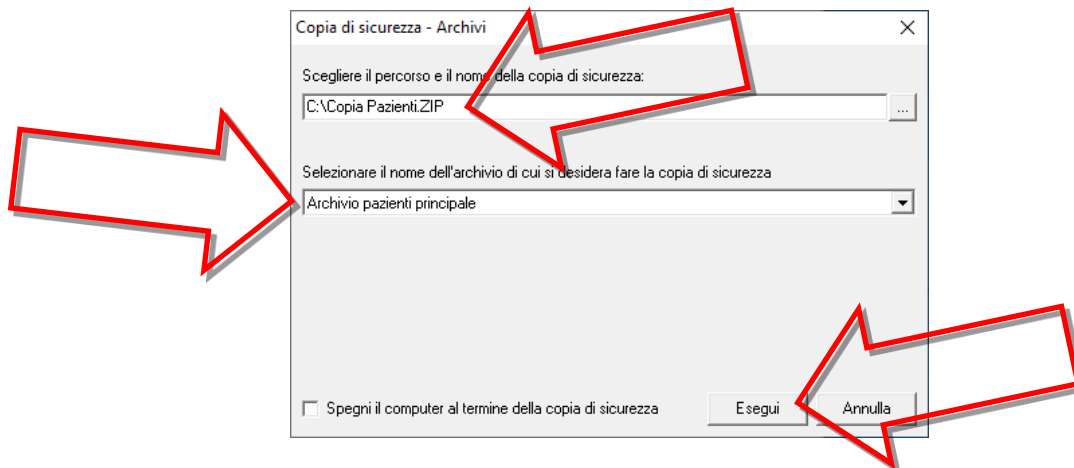 Copia di sicurezza - Archivi
Scegliere il percorso e il nome della copia di sicurezza:
C:\Copia Pazienti.ZIP
...
Selezionare il nome dell'archivio di cui si desidera fare la copia di sicurezza
Archivio pazienti principale
Spegni il computer al termine della copia di sicurezza
Esegui
Annulla